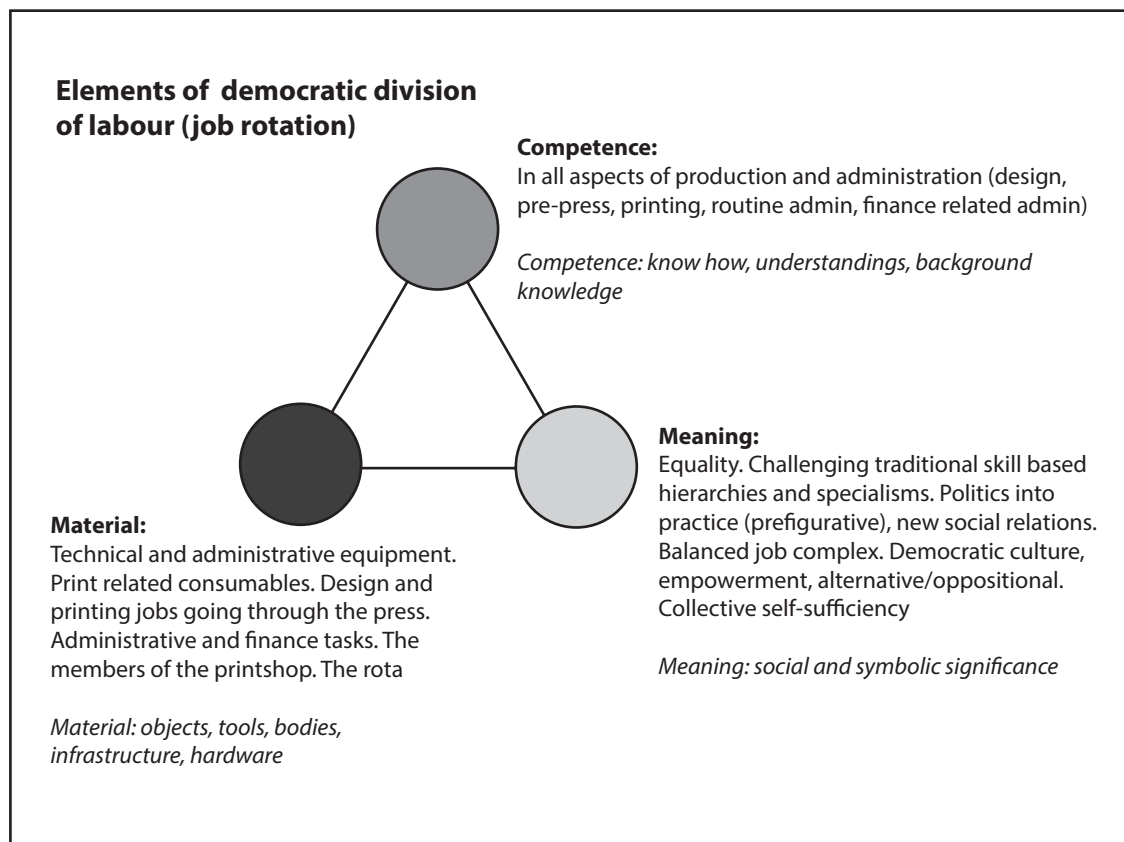 Elements of democratic division
of labour (job rotation)
Competence:
In all aspects of production and administration (design,
pre-press, printing, routine admin, finance related admin)
Competence: know how, understandings, background
knowledge
Meaning:
Equality. Challenging traditional skill based
hierarchies and specialisms. Politics into
practice (prefigurative), new social relations.
Balanced job complex. Democratic culture,
empowerment, alternative/oppositional.
Collective self-sufficiency
Meaning: social and symbolic significance
Material:
Technical and administrative equipment.
Print related consumables. Design and
printing jobs going through the press.
Administrative and finance tasks. The
members of the printshop. The rota
Material: objects, tools, bodies,
infrastructure, hardware